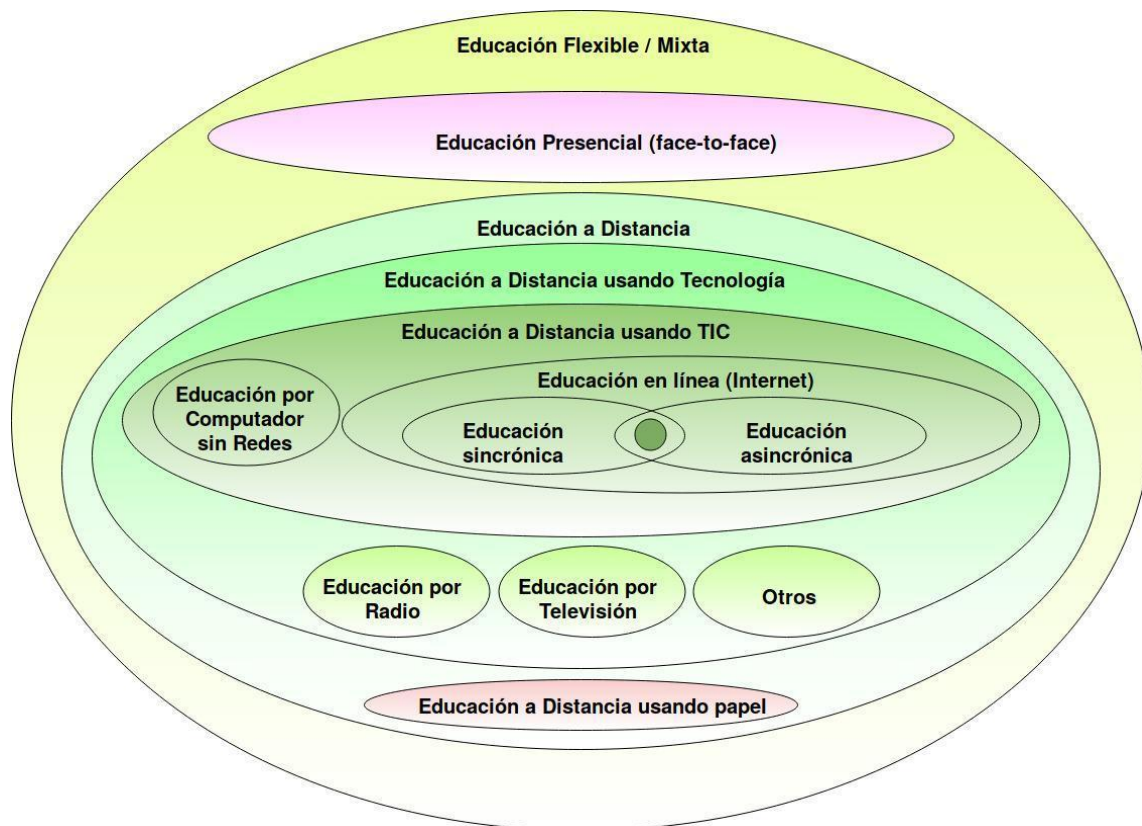 Educación Flexible / Mixta
Educación Presencial (face-to-face)
Educación a Distancia
Educación a Distancia usando Tecnología
Educación a Distancia usando TIC
Educación por
Computador
sin Redes
Educación en línea (Internet)
Educación
sincrónica
Educación
asincrónica
Educación por
Radio
Educación por
Televisión
Otros
Educación a Distancia usando papel